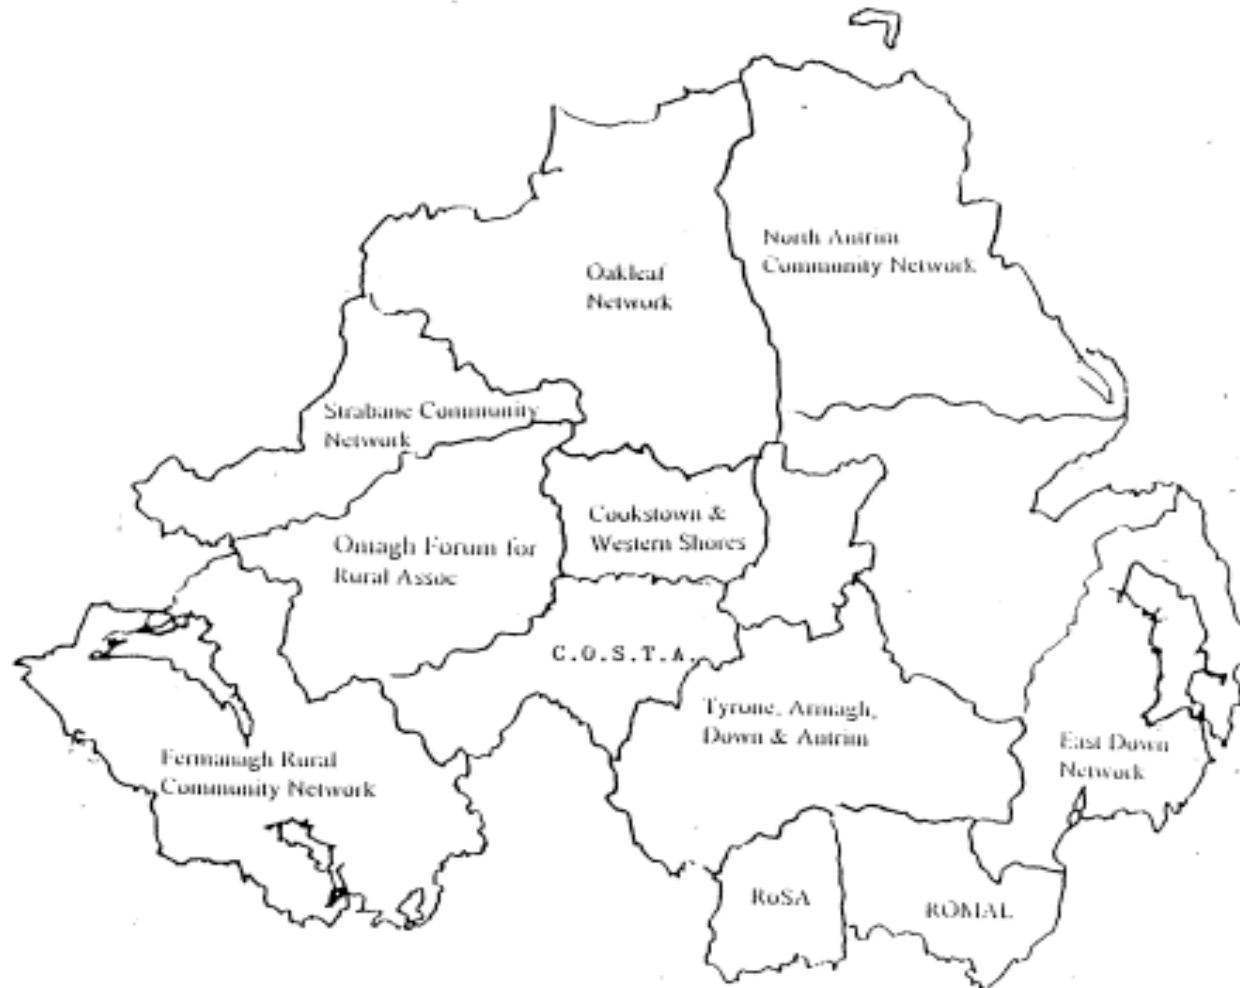 North Antrim
Community Network
Oakleaf
Network
Strabane Community
Network
Cookstown &
Western Shores
Omagh Forum for
Rural Assoc
C.O.S.T.A.
Tyrone, Armagh,
Down & Antrim
East Down
Network
Fermanagh Rural
Community Network
RoSA
ROMAL